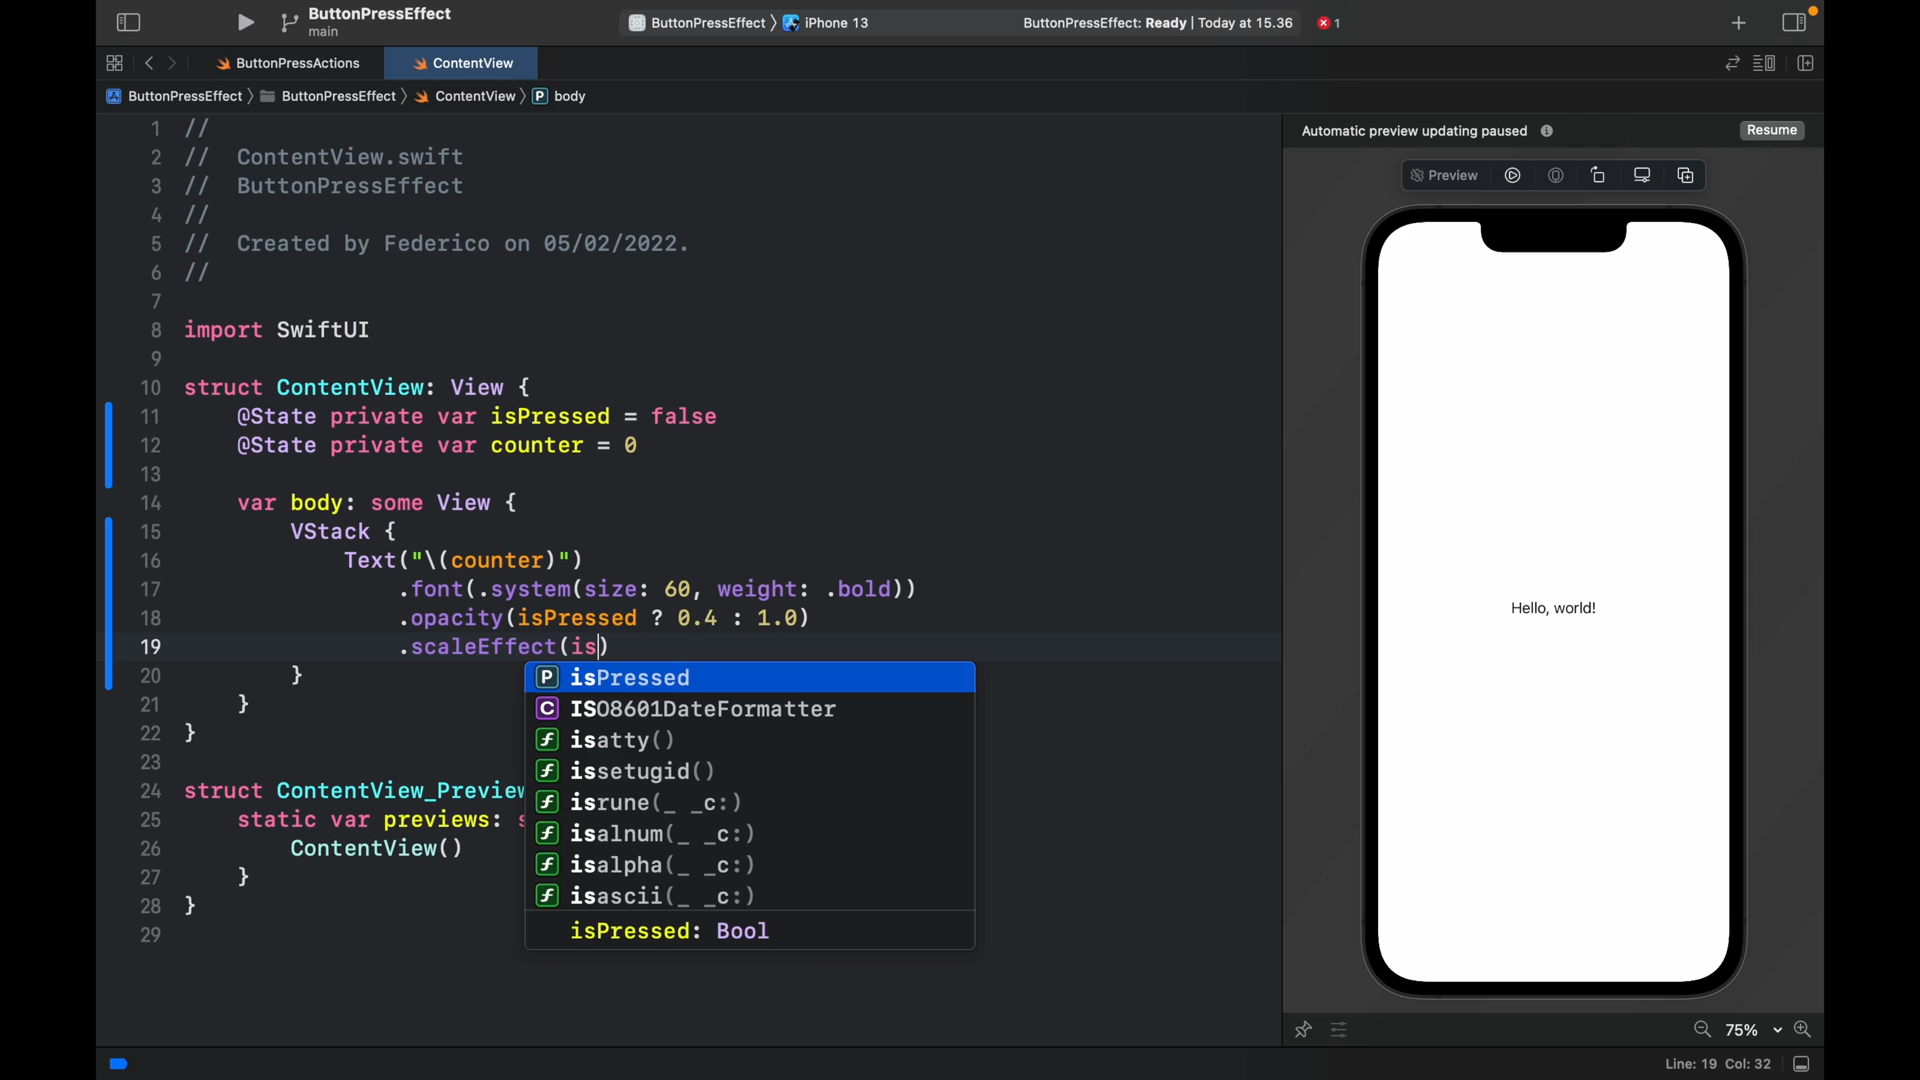 ButtonPressEffect
main
ButtonPressEffect 〉 iPhone 13
ButtonPressEffect: Ready | Today at 15.36
1
ButtonPressActions
ContentView
ButtonPressEffect 〉 ButtonPressEffect 〉 ContentView 〉 P body
1 //
2 //  ContentView.swift
3 //  ButtonPressEffect
4 //
5 //  Created by Federico on 05/02/2022.
6 //
7
8 import SwiftUI
9
10 struct ContentView: View {
11     @State private var isPressed = false
12     @State private var counter = 0
13
14     var body: some View {
15         VStack {
16             Text("\(counter)")
17                 .font(.system(size: 60, weight: .bold))
18                 .opacity(isPressed ? 0.4 : 1.0)
19                 .scaleEffect(is)
20         }
21     }
22 }
23
24 struct ContentView_Preview
25     static var previews: s
26         ContentView()
27     }
28 }
29
P isPressed
C ISO8601DateFormatter
f isatty()
f issetugid()
f isrune(_ _c:)
f isalnum(_ _c:)
f isalpha(_ _c:)
f isascii(_ _c:)
isPressed: Bool
Automatic preview updating paused
Resume
Preview
Hello, world!
75%
Line: 19 Col: 32